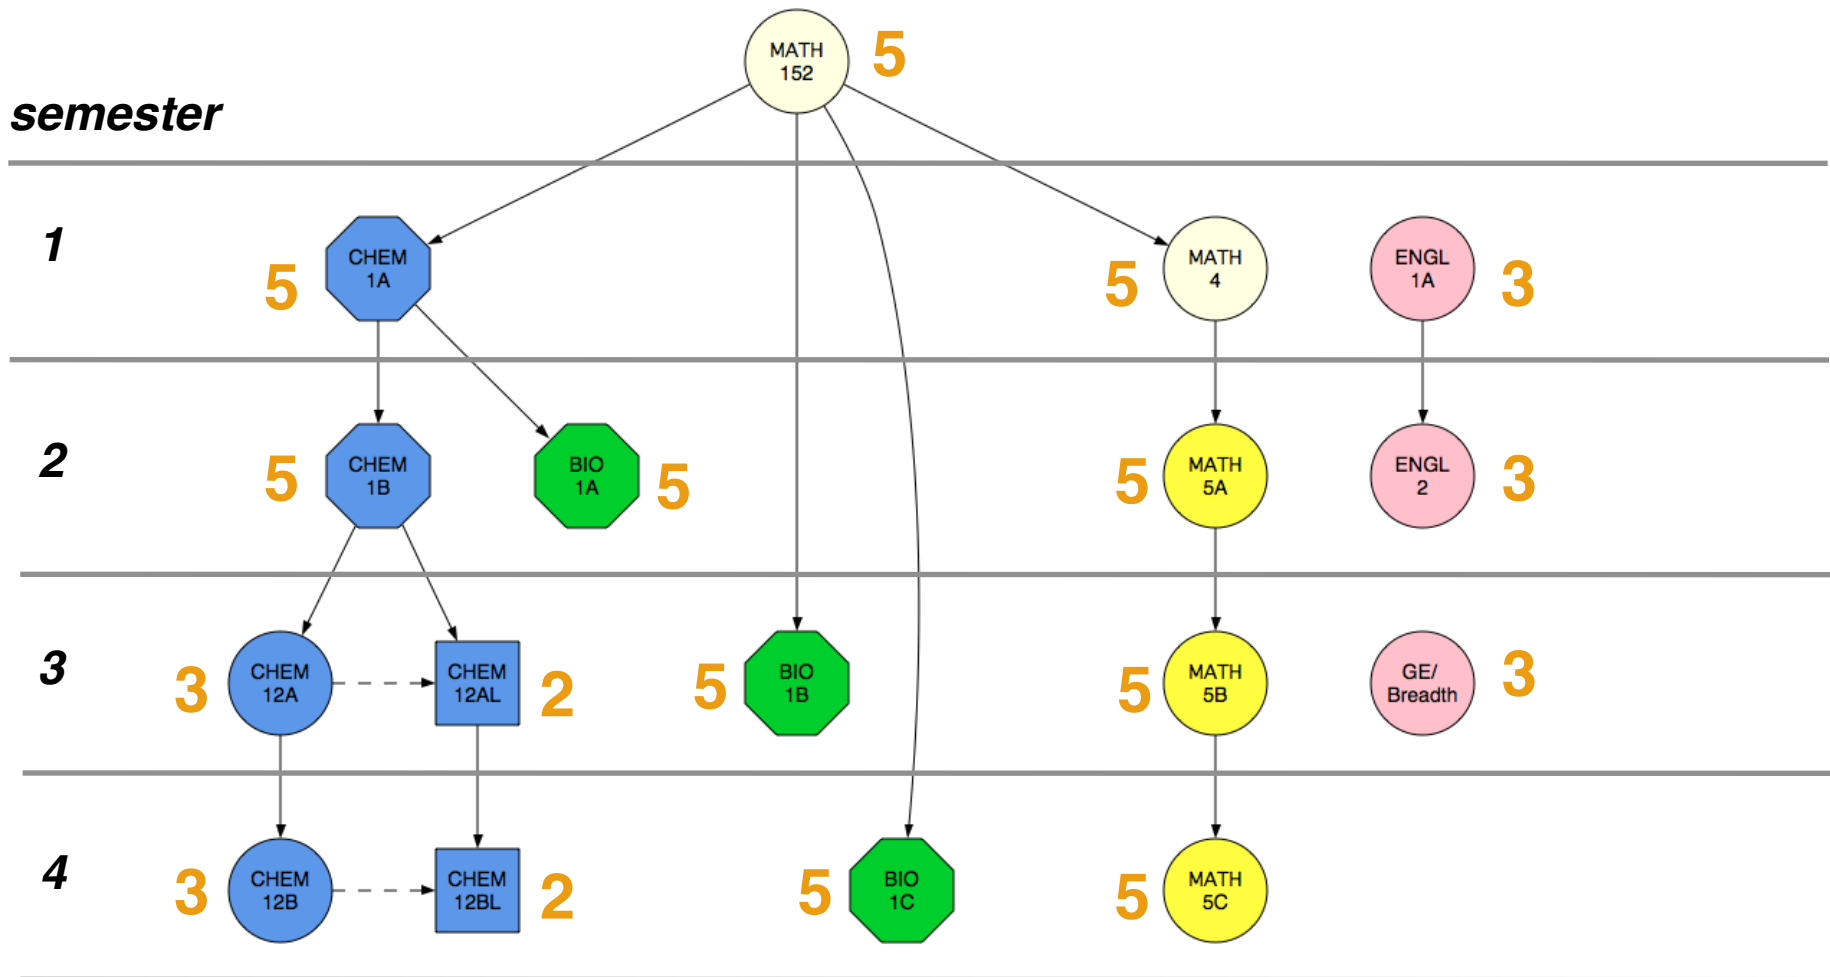 MATH
152
5
semester
1
5
CHEM
1A
5
MATH
4
ENGL
1A
3
2
5
CHEM
1B
BIO
1A
5
5
MATH
5A
ENGL
2
3
3
3
CHEM
12A
CHEM
12AL
2
5
BIO
1B
5
MATH
5B
GE/
Breadth
3
4
3
CHEM
12B
CHEM
12BL
2
5
BIO
1C
5
MATH
5C